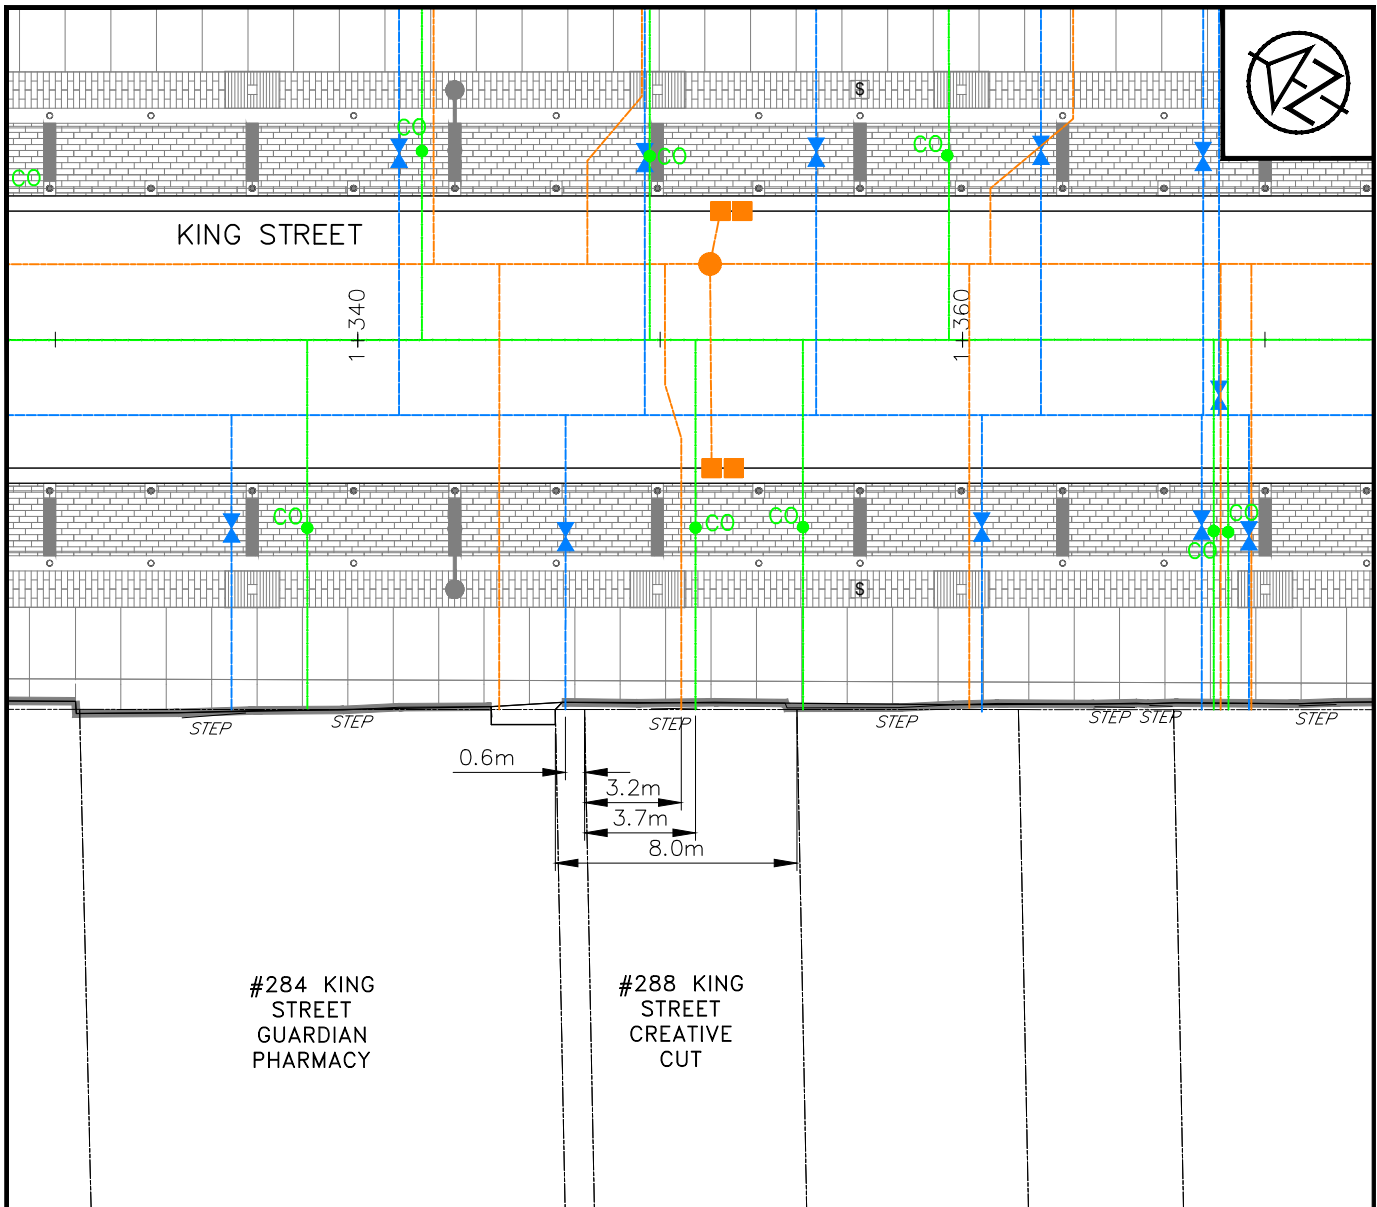 $
CO
CO
CO
CO
KING STREET
1+340
1+360
CO
CO
CO
CO
CO
$
STEP
STEP
STEP
STEP
STEP STEP
STEP
0.6m
3.2m
3.7m
8.0m
#284 KING
STREET
GUARDIAN
PHARMACY
#288 KING
STREET
CREATIVE
CUT